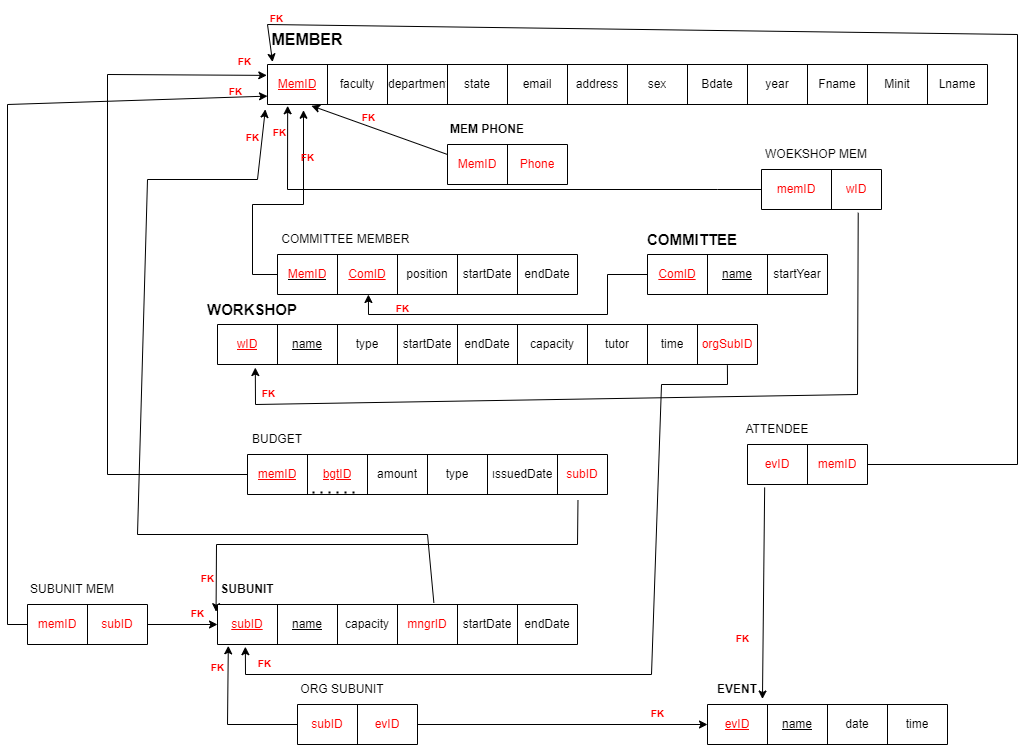 FK
MEMBER
FK
MemID faculty department state email address sex Bdate year Fname Minit Lname
FK
FK
FK
FK
FK
MEM PHONE
MemID Phone
WOEKSHOP MEM
memID wID
COMMITTEE MEMBER
MemID ComID position startDate endDate
COMMITTEE
ComID name startYear
FK
WORKSHOP
wID name type startDate endDate capacity tutor time orgSubID
FK
BUDGET
memID bgtID amount type issuedDate subID
ATTENDEE
evID memID
FK
SUBUNIT MEM
memID subID
FK
SUBUNIT
subID name capacity mngrID startDate endDate
FK
FK
FK
ORG SUBUNIT
subID evID
FK
EVENT
evID name date time